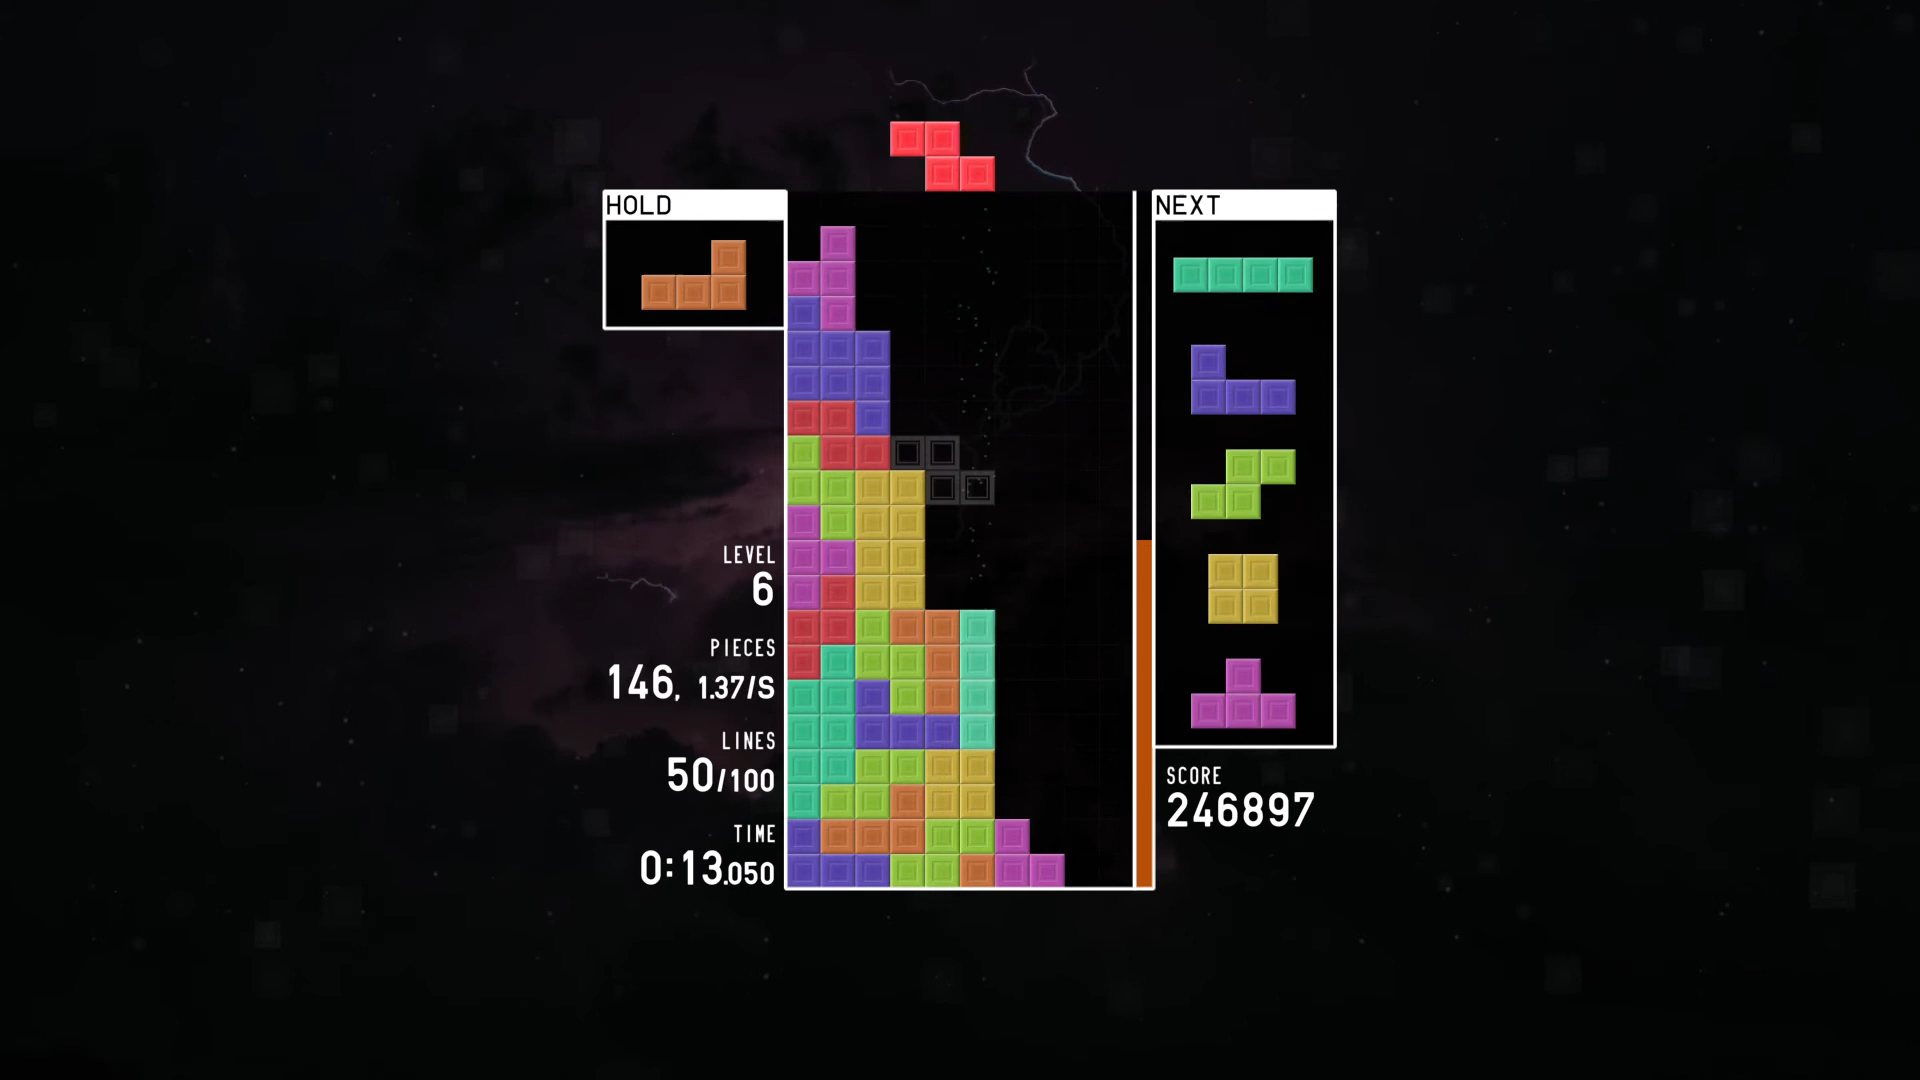 HOLD
NEXT
LEVEL
6
PIECES
146, 1.37/S
LINES
50/100
TIME
0:13.050
SCORE
246897